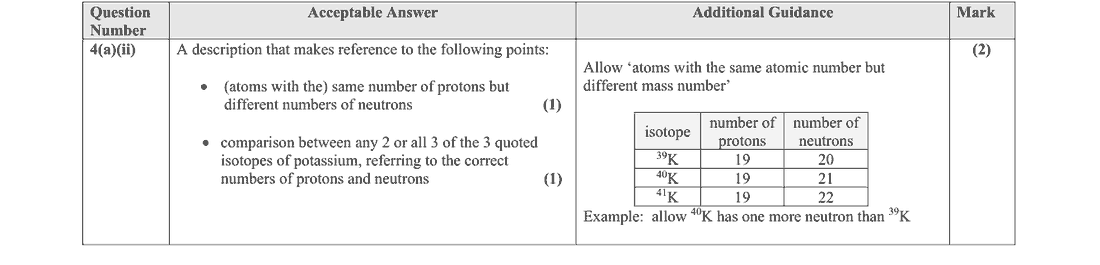 Question Number
Acceptable Answer
Additional Guidance
Mark
4(a)(ii)
A description that makes reference to the following points:
• (atoms with the) same number of protons but
different numbers of neutrons (1)
• comparison between any 2 or all 3 of the 3 quoted
isotopes of potassium, referring to the correct
numbers of protons and neutrons (1)
Allow ‘atoms with the same atomic number but
different mass number’
isotope number of protons number of neutrons
³⁹K 19 20
⁴⁰K 19 21
⁴¹K 19 22
Example: allow ⁴⁰K has one more neutron than ³⁹K
(2)